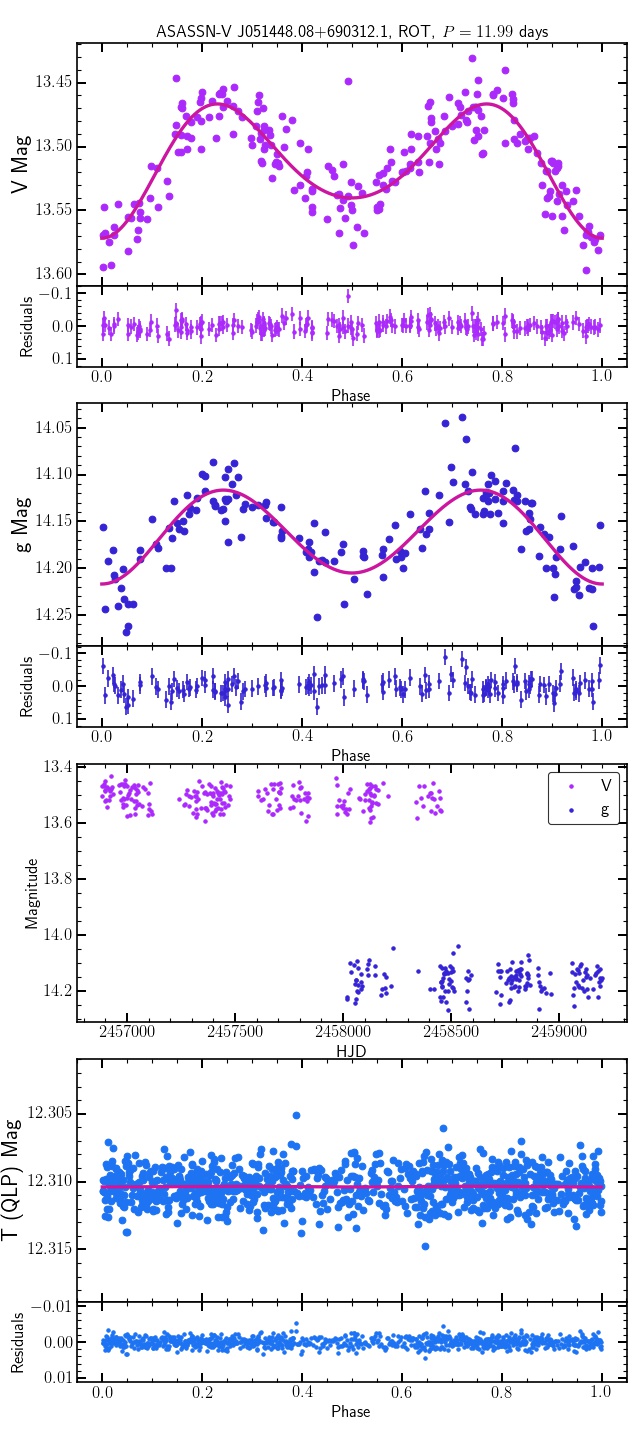 ASASSN-V J051448.08+690312.1, ROT, P = 11.99 days
13.45
13.50
13.55
13.60
V Mag
−0.1
0.0
0.1
Residuals
0.0 0.2 0.4 0.6 0.8 1.0
Phase
14.05
14.10
14.15
14.20
14.25
g Mag
−0.1
0.0
0.1
Residuals
0.0 0.2 0.4 0.6 0.8 1.0
Phase
13.4
13.6
13.8
14.0
14.2
Magnitude
V
g
2457000 2457500 2458000 2458500 2459000
HJD
12.305
12.310
12.315
T (QLP) Mag
−0.01
0.00
0.01
Residuals
0.0 0.2 0.4 0.6 0.8 1.0
Phase